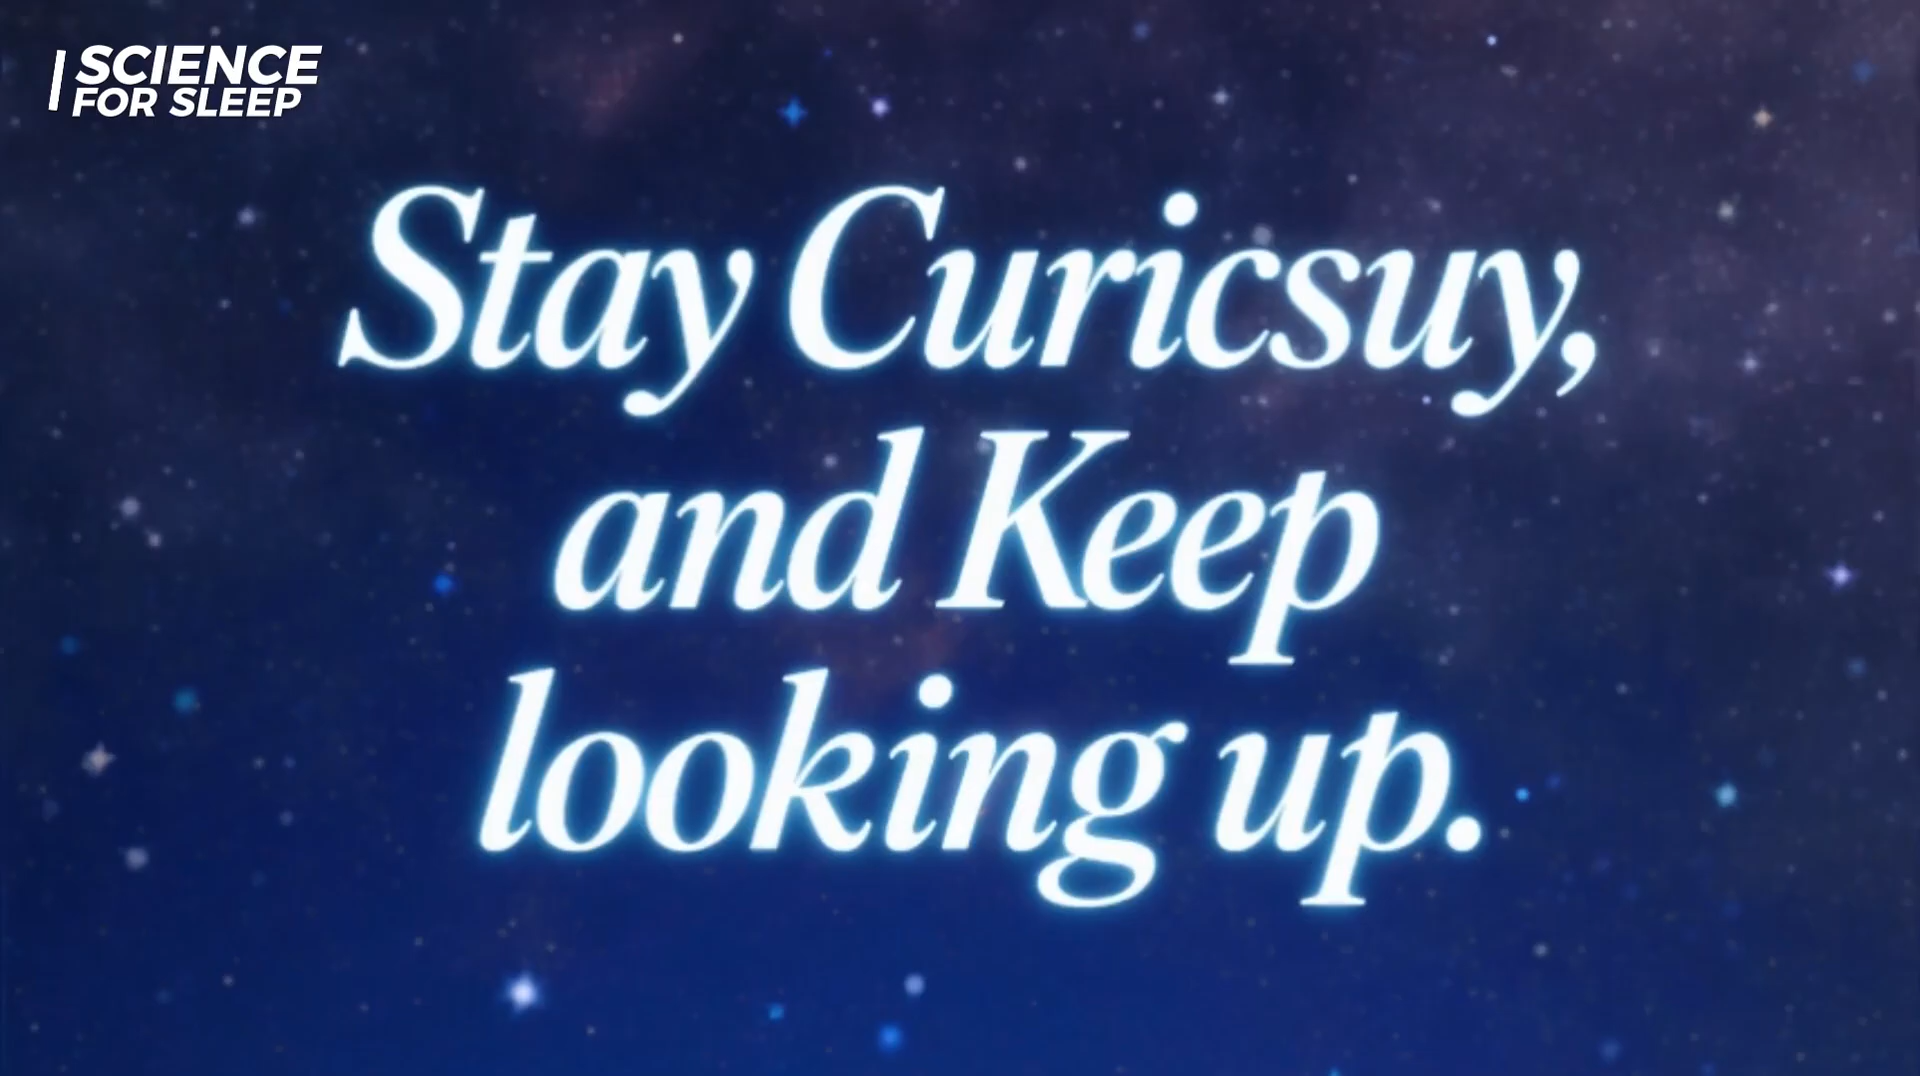 SCIENCE
FOR SLEEP
Stay Curicsuy,
and Keep
looking up.